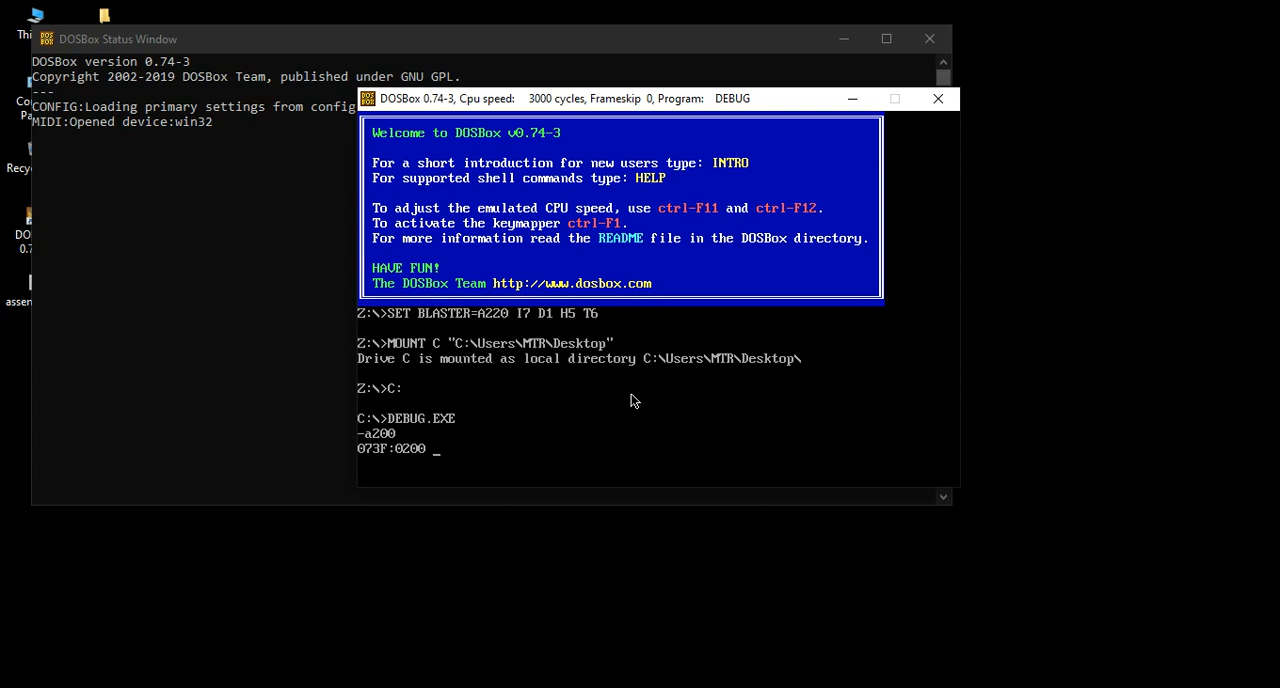 Thi
DOSBox Status Window
DOSBox version 0.74-3
Copyright 2002-2019 DOSBox Team, published under GNU GPL.
---
CONFIG:Loading primary settings from config
MIDI:Opened device:win32
Co
Pa
Recy
DO
0.7
assen
DOSBox 0.74-3, Cpu speed: 3000 cycles, Frameskip 0, Program: DEBUG
Welcome to DOSBox v0.74-3
For a short introduction for new users type: INTRO
For supported shell commands type: HELP
To adjust the emulated CPU speed, use ctrl-F11 and ctrl-F12.
To activate the keymapper ctrl-F1.
For more information read the README file in the DOSBox directory.
HAVE FUN!
The DOSBox Team http://www.dosbox.com
Z:\>SET BLASTER=A220 I7 D1 H5 T6
Z:\>MOUNT C "C:\Users\MTR\Desktop"
Drive C is mounted as local directory C:\Users\MTR\Desktop\
Z:\>C:
C:\>DEBUG.EXE
-a200
073F:0200 _